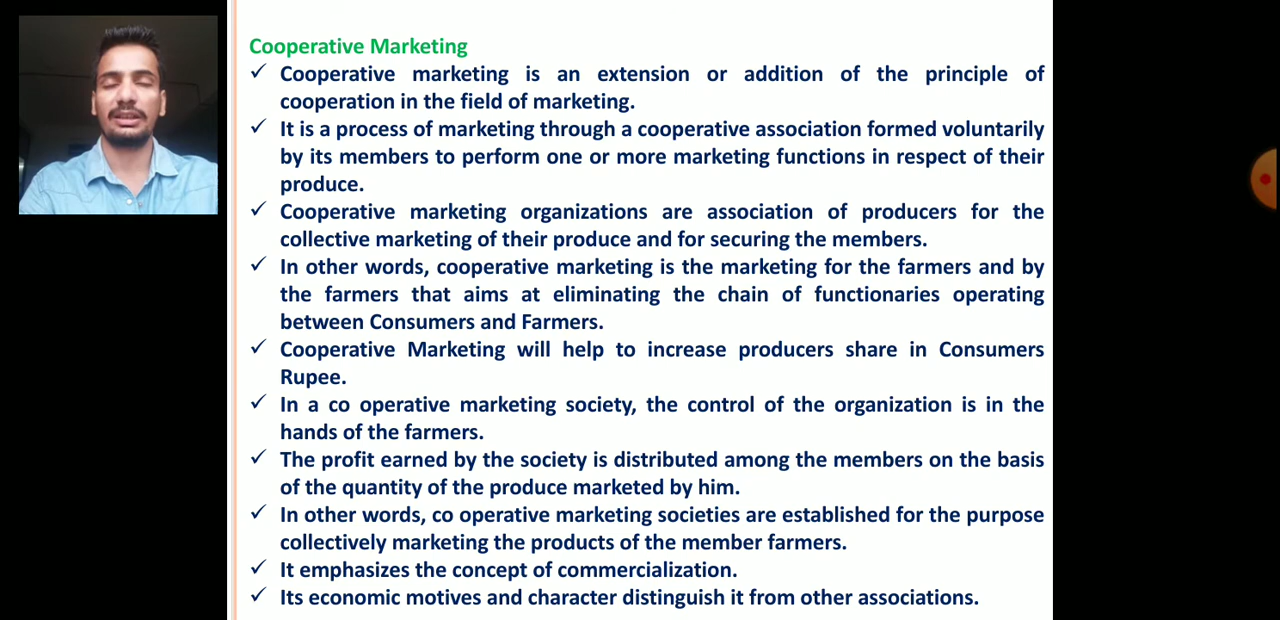 Cooperative Marketing
✓ Cooperative marketing is an extension or addition of the principle of
cooperation in the field of marketing.
✓ It is a process of marketing through a cooperative association formed voluntarily
by its members to perform one or more marketing functions in respect of their
produce.
✓ Cooperative marketing organizations are association of producers for the
collective marketing of their produce and for securing the members.
✓ In other words, cooperative marketing is the marketing for the farmers and by
the farmers that aims at eliminating the chain of functionaries operating
between Consumers and Farmers.
✓ Cooperative Marketing will help to increase producers share in Consumers
Rupee.
✓ In a co operative marketing society, the control of the organization is in the
hands of the farmers.
✓ The profit earned by the society is distributed among the members on the basis
of the quantity of the produce marketed by him.
✓ In other words, co operative marketing societies are established for the purpose
collectively marketing the products of the member farmers.
✓ It emphasizes the concept of commercialization.
✓ Its economic motives and character distinguish it from other associations.